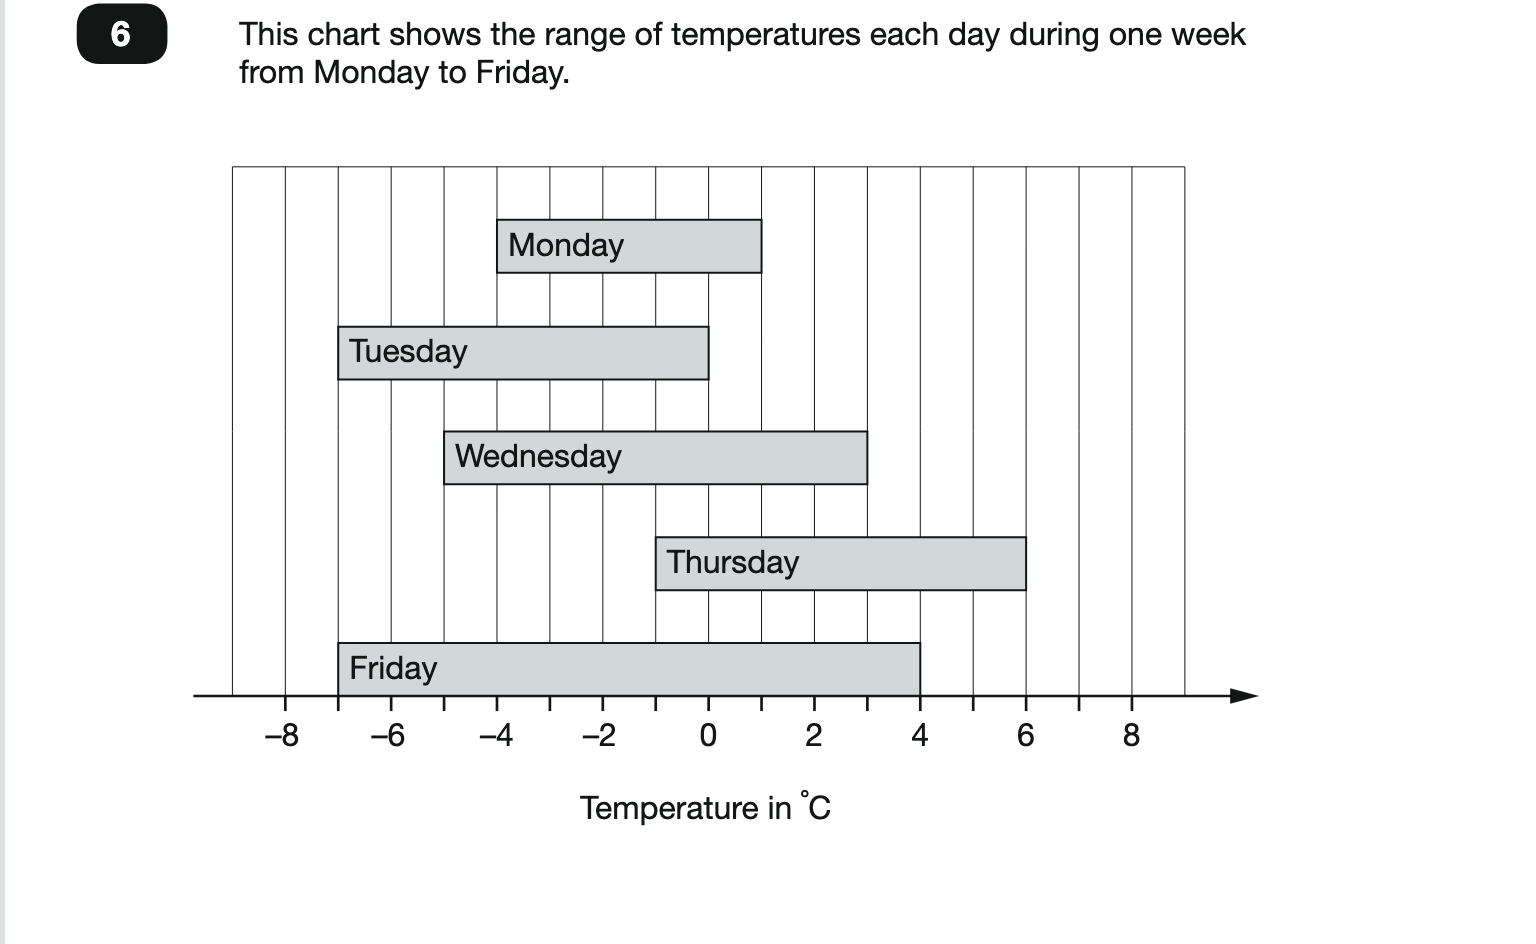 6
This chart shows the range of temperatures each day during one week
from Monday to Friday.
Monday
Tuesday
Wednesday
Thursday
Friday
–8 –6 –4 –2 0 2 4 6 8
Temperature in °C